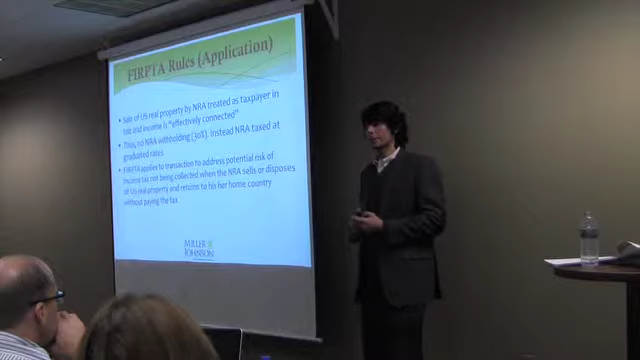 FIRPTA Rules (Application)
• Sale of US real property by NRA treated as taxpayer in
tob and income is "effectively connected"
• Thus, no NRA withholding (30%). Instead NRA taxed at
graduated rates
• FIRPTA applies to transaction to address potential risk of
income tax not being collected when the NRA sells or disposes
of US real property and returns to his her home country
without paying the tax
MILLER
JOHNSON